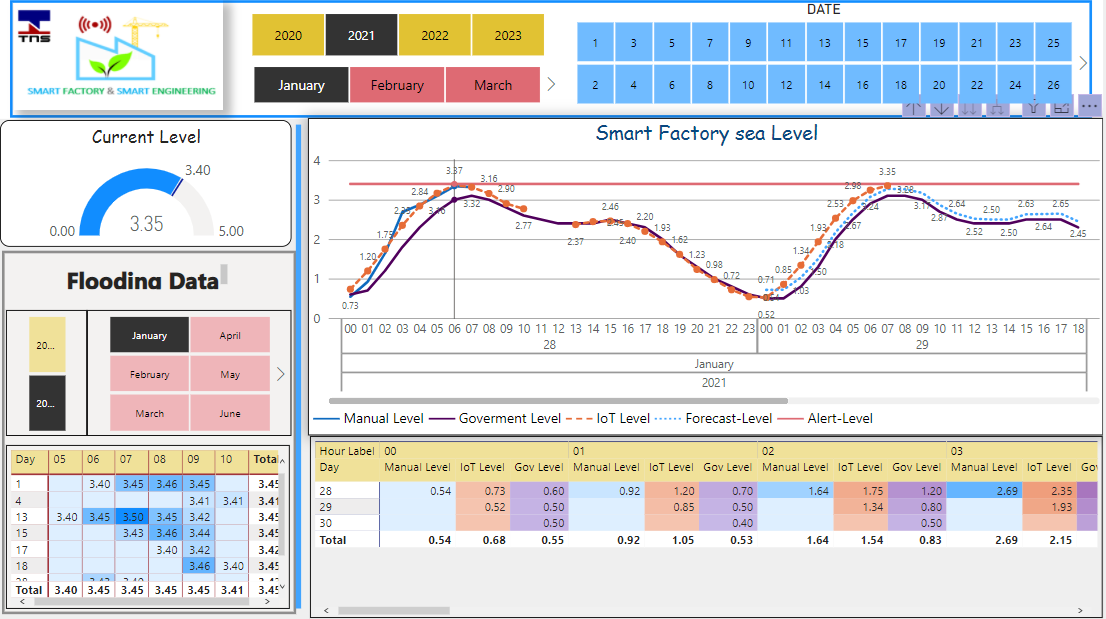 TNS
SMART FACTORY & SMART ENGINEERING
2020 2021 2022 2023
January February March
DATE
1 3 5 7 9 11 13 15 17 19 21 23 25
2 4 6 8 10 12 14 16 18 20 22 24 26
Current Level
3.40
0.00 3.35 5.00
Flooding Data
20...
20...
January April
February May
March June
Day 05 06 07 08 09 10 Total
1 3.40 3.45 3.46 3.45 3.45
4 3.41 3.41 3.41
13 3.40 3.45 3.50 3.45 3.42 3.45
15 3.43 3.46 3.44 3.45
17 3.40 3.42 3.42
18 3.46 3.40 3.45
Total 3.40 3.45 3.45 3.45 3.45 3.41 3.45
Smart Factory sea Level
4
3
2
1
0
0.73 1.20 1.75 2.84 3.37 3.32 3.16 2.90 2.77 2.37 2.46 2.40 2.20 1.93 1.62 1.23 0.98 0.72 0.52 0.71 0.85 1.34 1.93 2.53 2.98 3.35 2.64 2.52 2.50 2.50 2.63 2.64 2.65 2.45
00 01 02 03 04 05 06 07 08 09 10 11 12 13 14 15 16 17 18 19 20 21 22 23 00 01 02 03 04 05 06 07 08 09 10 11 12 13 14 15 16 17 18
28 29
January
2021
Manual Level Goverment Level IoT Level Forecast-Level Alert-Level
Hour Label 00 01 02 03
Day Manual Level IoT Level Gov Level Manual Level IoT Level Gov Level Manual Level IoT Level Gov Level Manual Level IoT Level Gov
28 0.54 0.73 0.60 0.92 1.20 0.70 1.64 1.75 1.20 2.69 2.35
29 0.52 0.50 0.85 0.50 1.34 0.80 1.93
30 0.50 0.40 0.50
Total 0.54 0.68 0.55 0.92 1.05 0.53 1.64 1.54 0.83 2.69 2.15